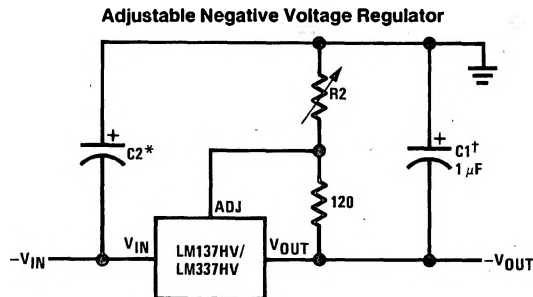 Adjustable Negative Voltage Regulator
R2
+
C2*
+
C1†
1 μF
ADJ
120
−VIN
VIN
LM137HV/
LM337HV
VOUT
−VOUT